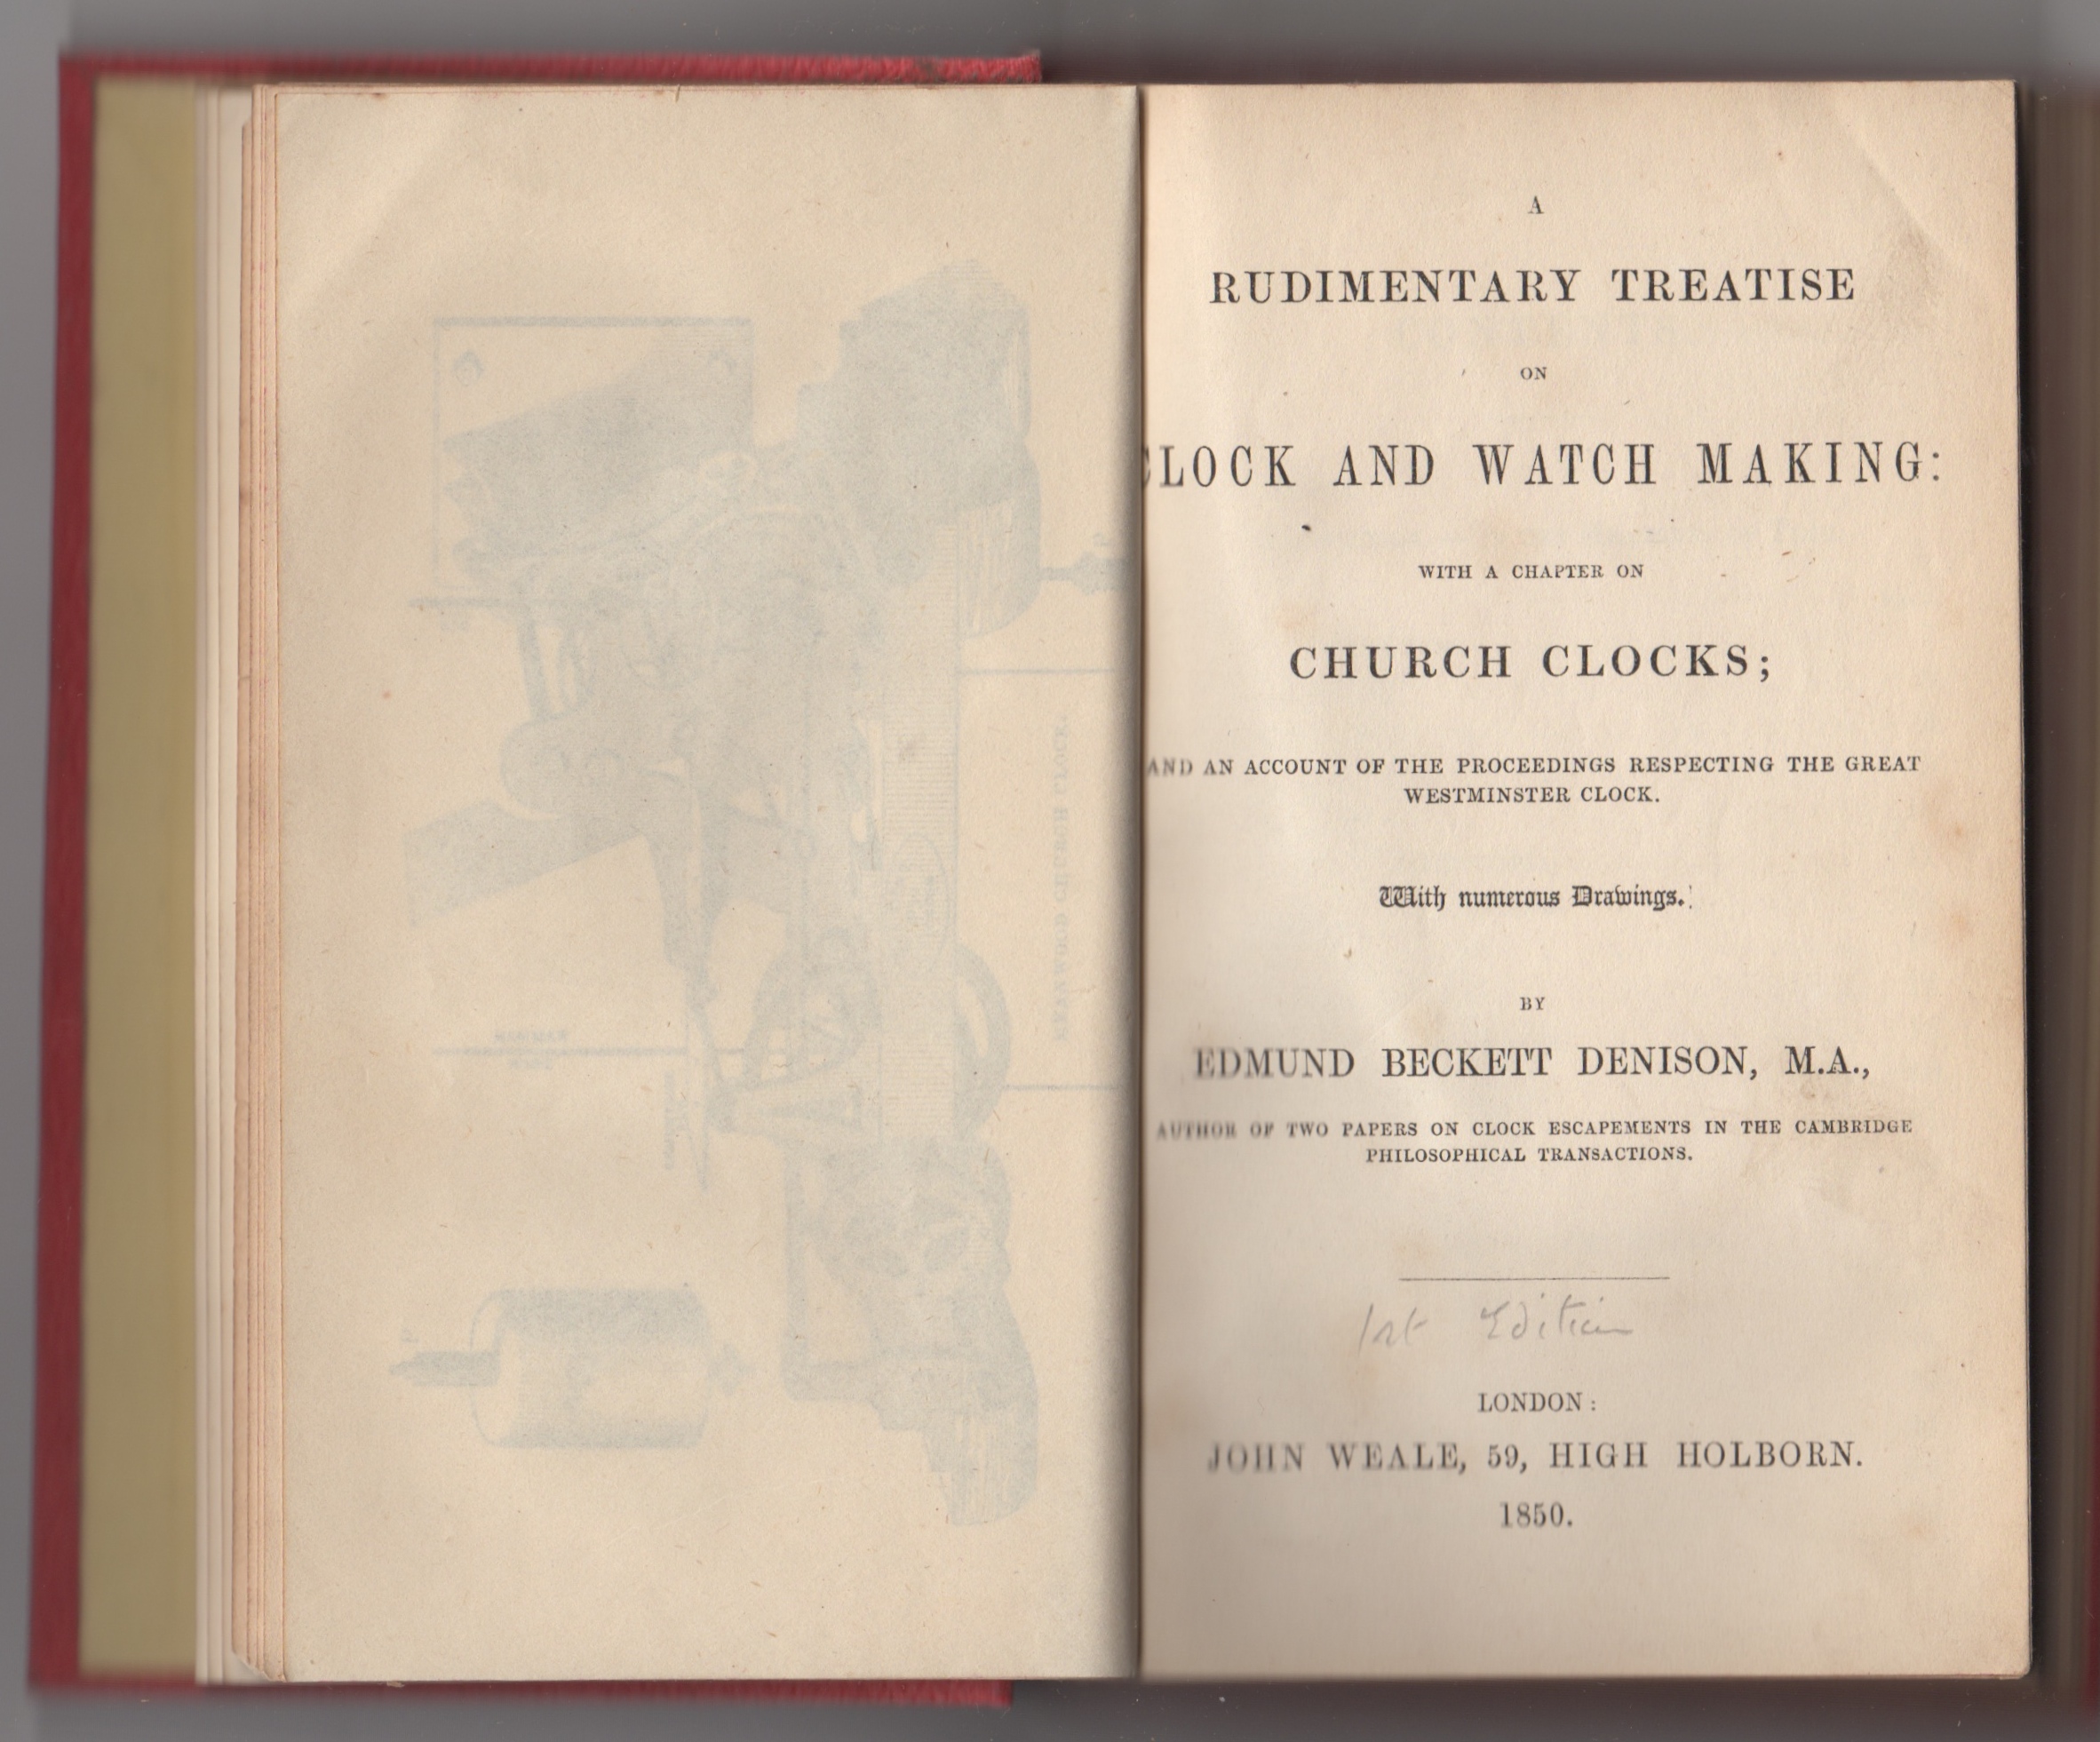 A
RUDIMENTARY TREATISE
ON
CLOCK AND WATCH MAKING:
WITH A CHAPTER ON
CHURCH CLOCKS;
AND AN ACCOUNT OF THE PROCEEDINGS RESPECTING THE GREAT
WESTMINSTER CLOCK.
With numerous Drawings.
BY
EDMUND BECKETT DENISON, M.A.,
AUTHOR OF TWO PAPERS ON CLOCK ESCAPEMENTS IN THE CAMBRIDGE
PHILOSOPHICAL TRANSACTIONS.
1st Edition
LONDON:
JOHN WEALE, 59, HIGH HOLBORN.
1850.